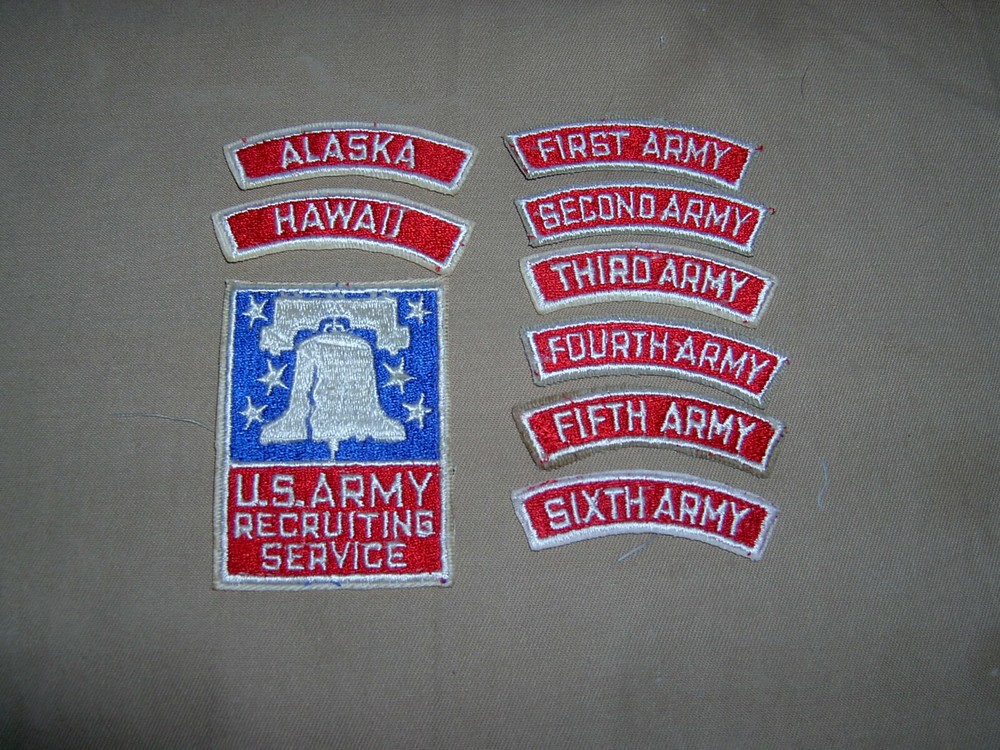 ALASKA
HAWAII
U.S. ARMY
RECRUITING
SERVICE
FIRST ARMY
SECOND ARMY
THIRD ARMY
FOURTH ARMY
FIFTH ARMY
SIXTH ARMY